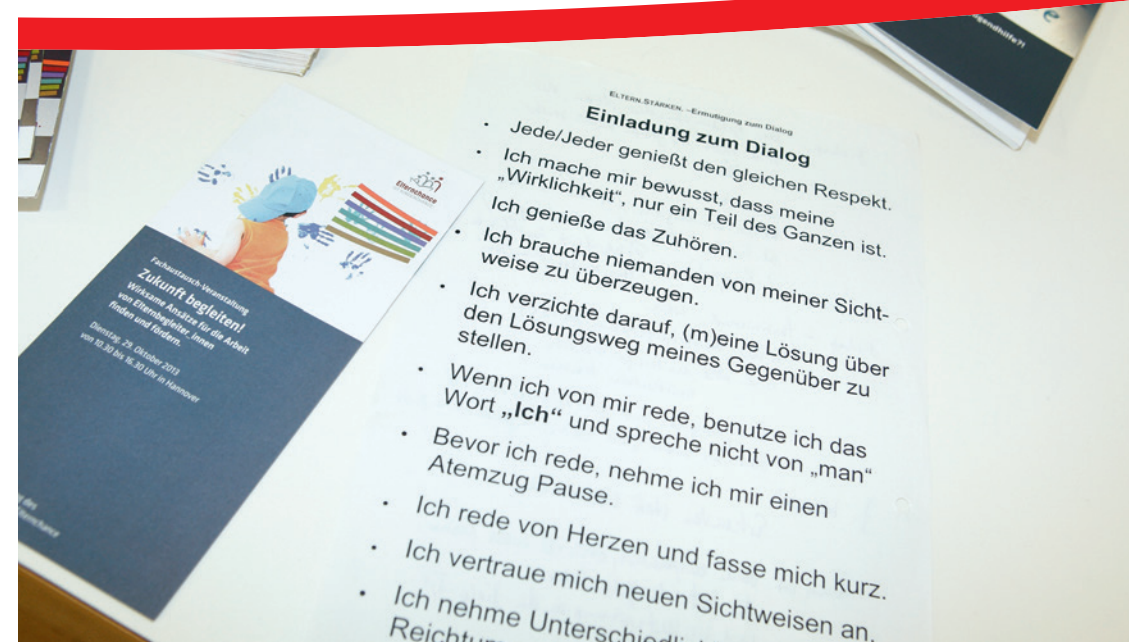 ugendhilfe?!
ELTERN.STÄRKEN. –Ermutigung zum Dialog
Einladung zum Dialog
• Jede/Jeder genießt den gleichen Respekt.
• Ich mache mir bewusst, dass meine
„Wirklichkeit“, nur ein Teil des Ganzen ist.
Ich genieße das Zuhören.
• Ich brauche niemanden von meiner Sicht-
weise zu überzeugen.
• Ich verzichte darauf, (m)eine Lösung über
den Lösungsweg meines Gegenüber zu
stellen.
• Wenn ich von mir rede, benutze ich das
Wort „Ich“ und spreche nicht von „man“
• Bevor ich rede, nehme ich mir einen
Atemzug Pause.
• Ich rede von Herzen und fasse mich kurz.
• Ich vertraue mich neuen Sichtweisen an.
• Ich nehme
Elternchance
Fachaustausch-Veranstaltung
Zukunft begleiten!
Wirksame Ansätze für die Arbeit
von Elternbegleiter_innen
finden und fördern.
Dienstag, 29. Oktober 2013
von 10.30 bis 16.30 Uhr in Hannover
des